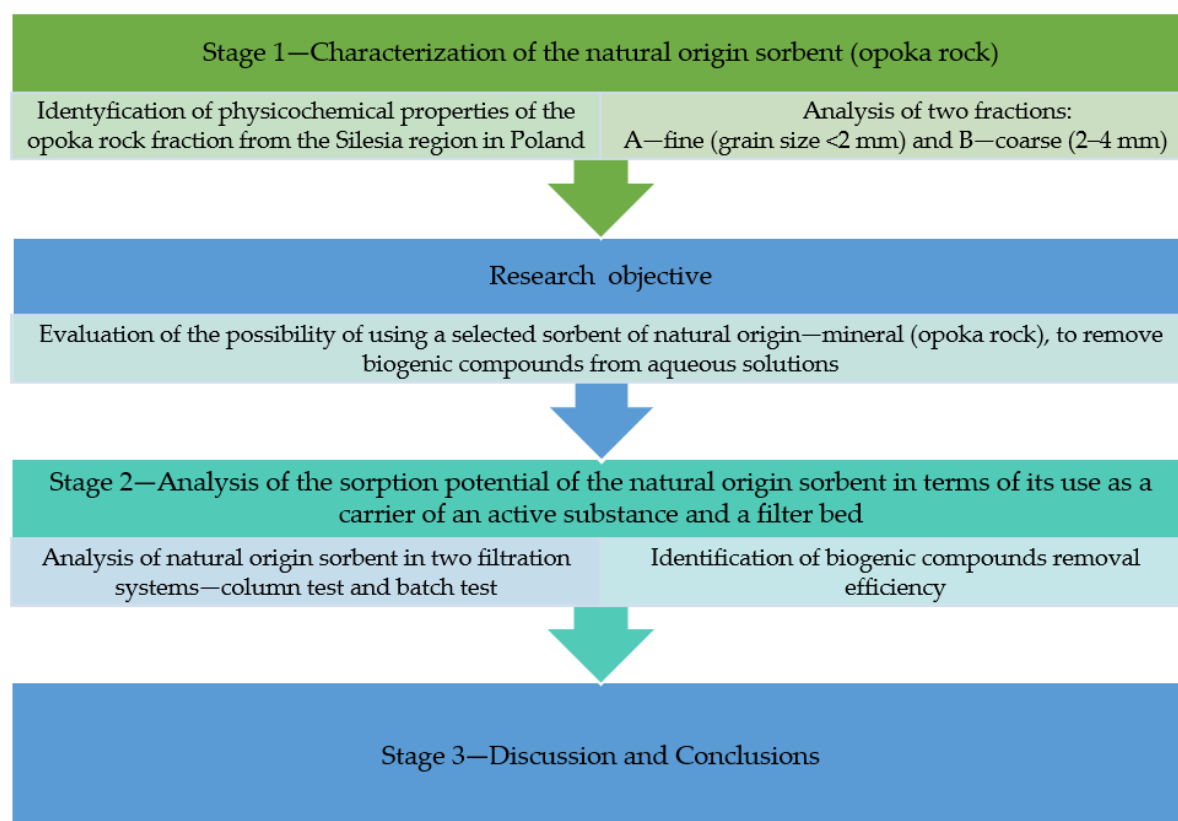 Stage 1—Characterization of the natural origin sorbent (opoka rock)
Identyfication of physicochemical properties of the
opoka rock fraction from the Silesia region in Poland
Analysis of two fractions:
A—fine (grain size <2 mm) and B—coarse (2–4 mm)
Research objective
Evaluation of the possibility of using a selected sorbent of natural origin—mineral (opoka rock), to remove
biogenic compounds from aqueous solutions
Stage 2—Analysis of the sorption potential of the natural origin sorbent in terms of its use as a
carrier of an active substance and a filter bed
Analysis of natural origin sorbent in two filtration
systems—column test and batch test
Identification of biogenic compounds removal
efficiency
Stage 3—Discussion and Conclusions